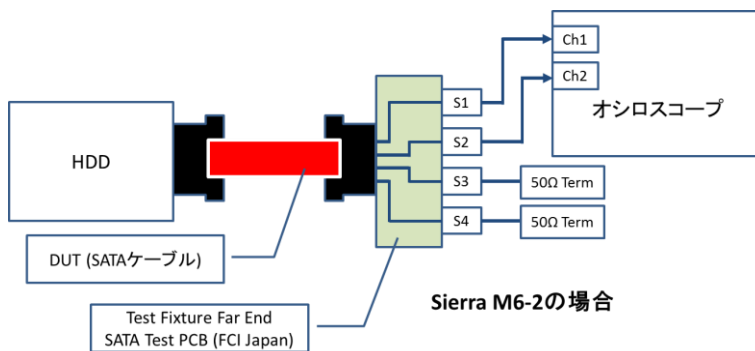 HDD
DUT (SATAケーブル)
Test Fixture Far End
SATA Test PCB (FCI Japan)
S1
S2
S3
S4
Ch1
Ch2
オシロスコープ
50Ω Term
50Ω Term
Sierra M6-2の場合